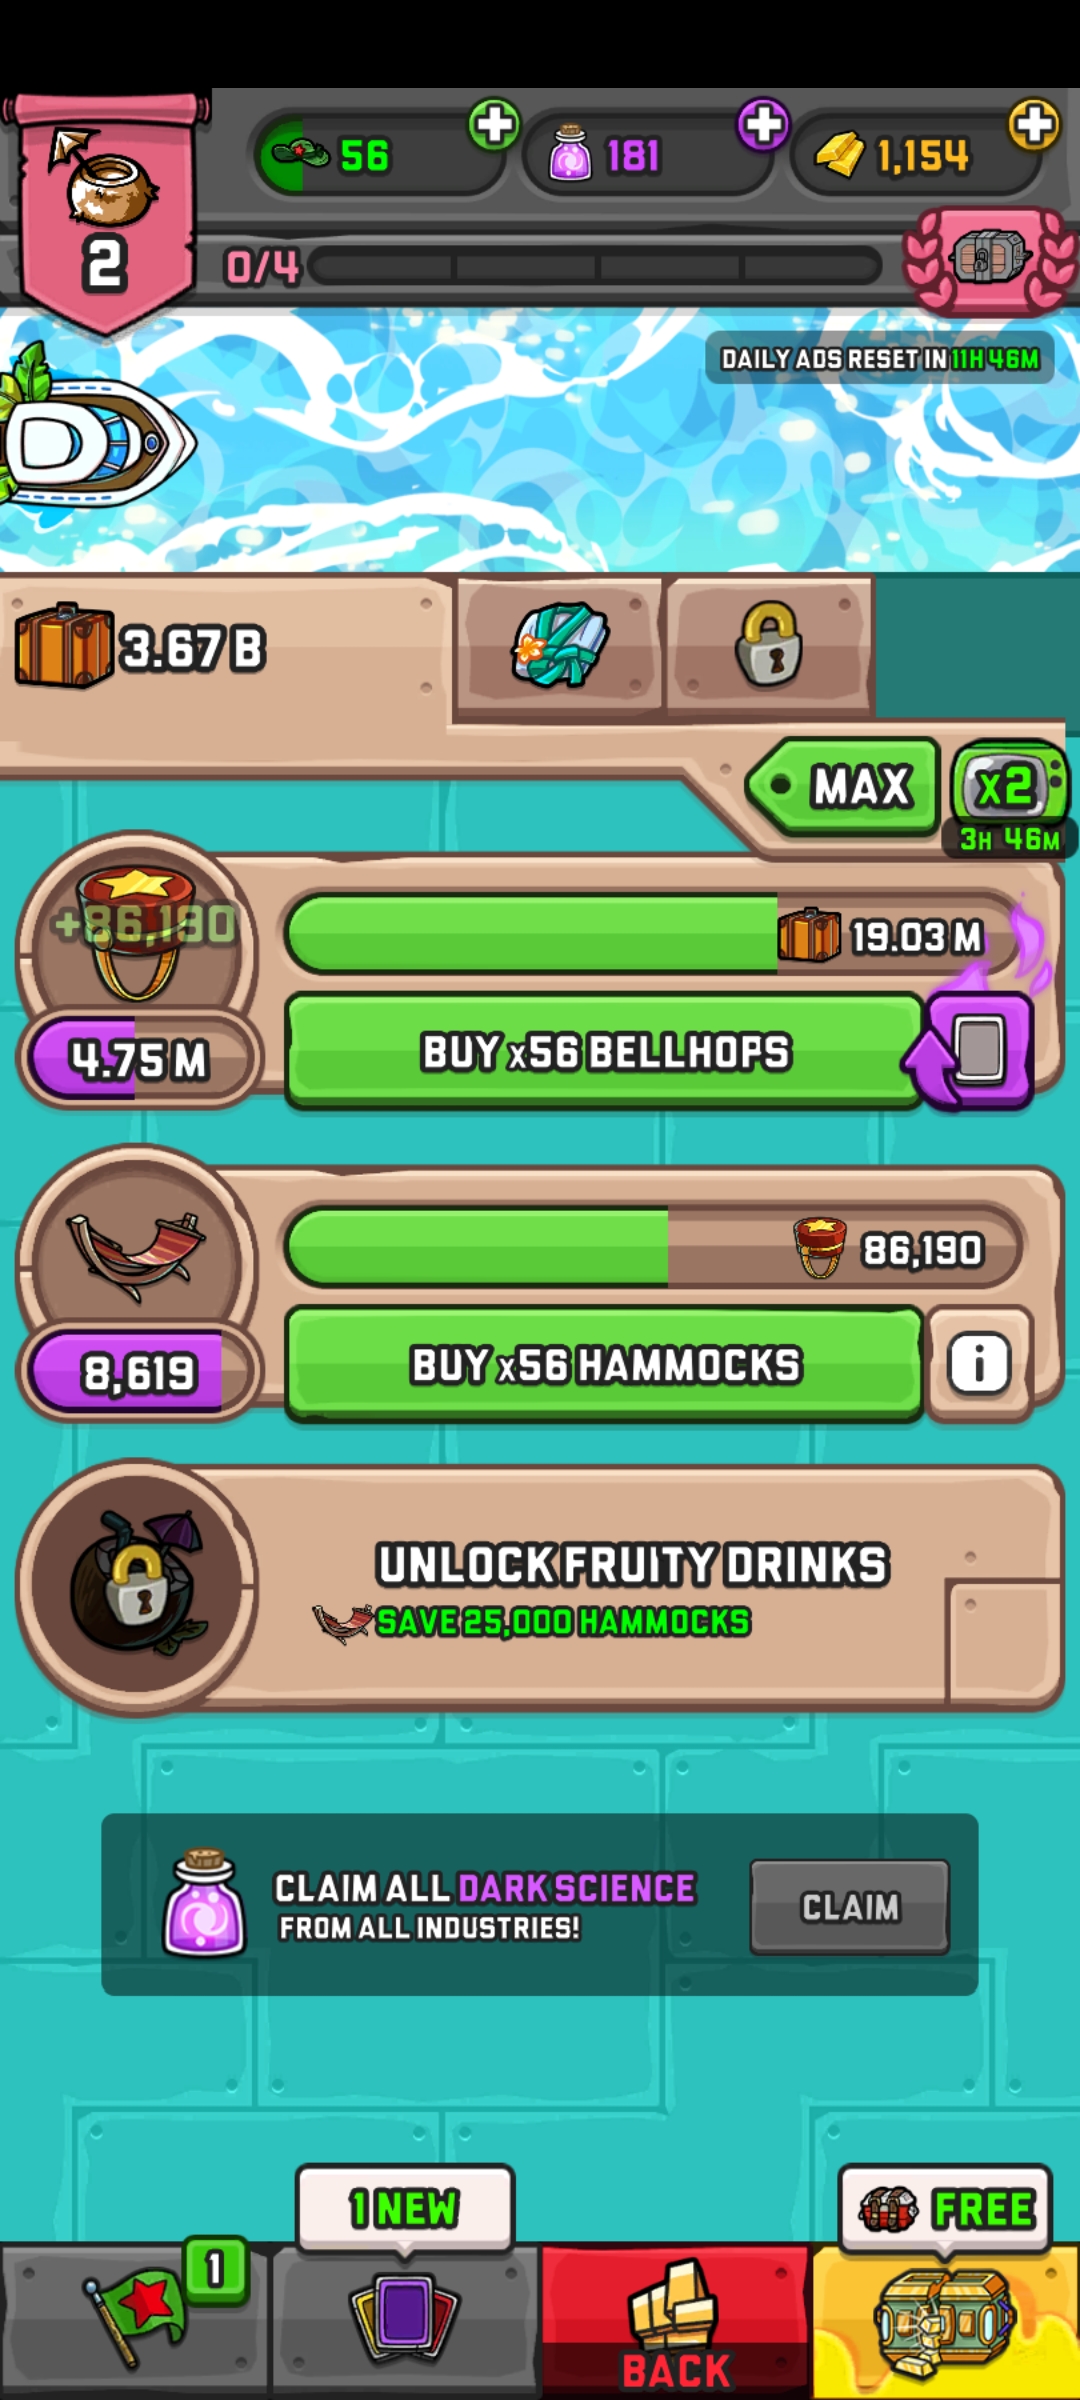 56
181
1,154
2
0/4
DAILY ADS RESET IN 11H 46M
3.67 B
MAX
x2
3H 46M
+86,190
19.03 M
4.75 M
BUY x56 BELLHOPS
86,190
8,619
BUY x56 HAMMOCKS
i
UNLOCK FRUITY DRINKS
SAVE 25,000 HAMMOCKS
CLAIM ALL DARK SCIENCE
FROM ALL INDUSTRIES!
CLAIM
1 NEW
FREE
1
BACK